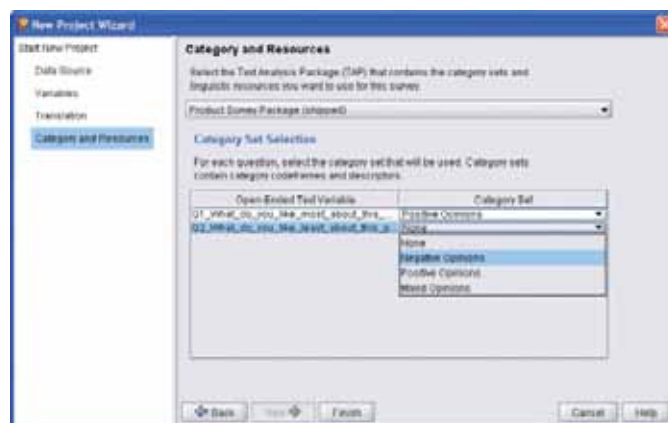 New Project Wizard
Start New Project
Data Source
Variables
Translation
Category and Resources
Category and Resources
Select the Text Analysis Package (TAP) that contains the category sets and
linguistic resources you want to use for this survey.
Product Survey Package (shipped)
Category Set Selection
For each question, select the category set that will be used. Category sets
contain category codeframes and descriptors.
Open-Ended Text Variable Category Set
Q1_What_do_you_like_most_about_this_... Positive Opinions
Q2_What_do_you_like_least_about_this_p... None
None
Negative Opinions
Positive Opinions
Mixed Opinions
Back Next Finish Cancel Help